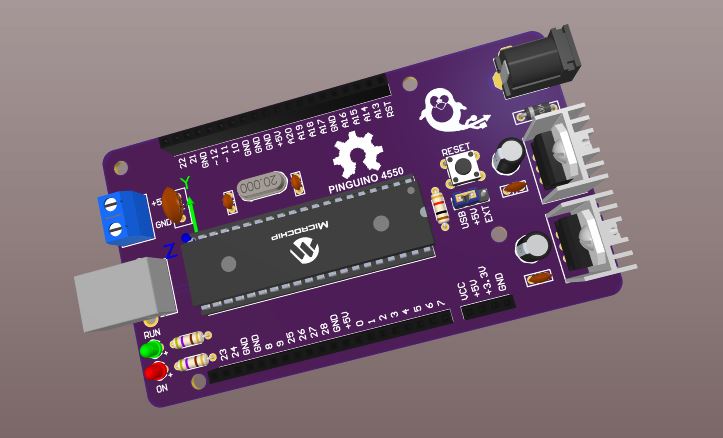 22
21
GND
~12
~11
10
GND
GND
GND
+5V
A20
A19
A18
A17
GND
A16
A15
A14
A13
RST
PINGUINO 4550
RESET
20.000
Y
+5
GND
Z
MICROCHIP
USB
+5V
EXT
RUN
+
+
ON
23
24
GND
GND
8
9
25
26
27
28
GND
+5V
0
1
2
3
4
5
6
7
VCC
+5V
+3.3V
GND